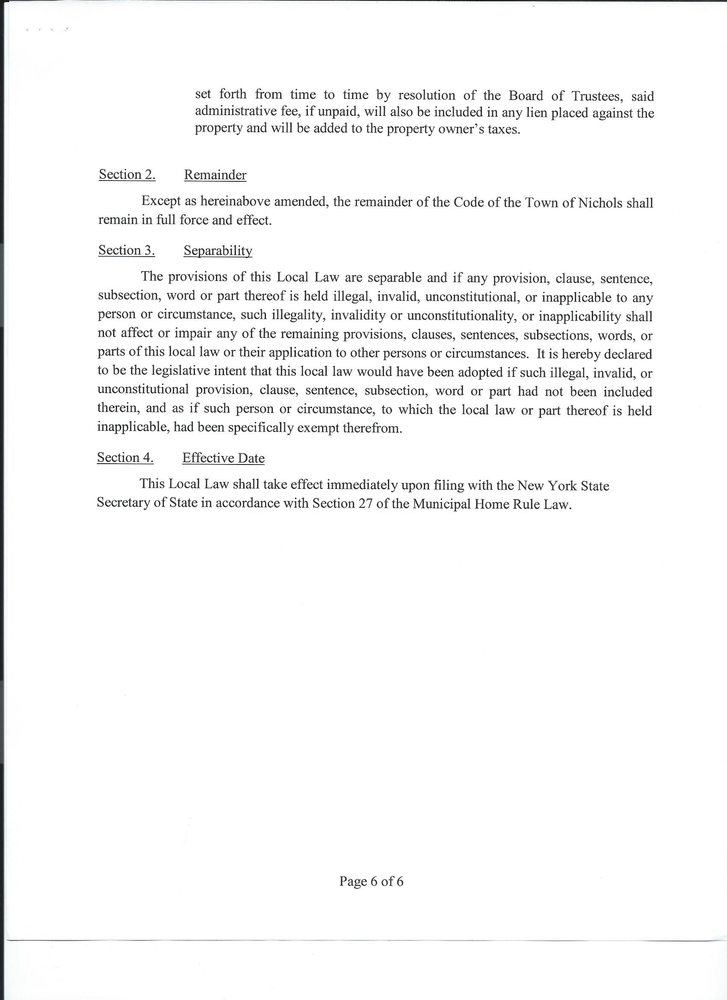 set forth from time to time by resolution of the Board of Trustees, said
administrative fee, if unpaid, will also be included in any lien placed against the
property and will be added to the property owner's taxes.
Section 2. Remainder
Except as hereinabove amended, the remainder of the Code of the Town of Nichols shall
remain in full force and effect.
Section 3. Separability
The provisions of this Local Law are separable and if any provision, clause, sentence,
subsection, word or part thereof is held illegal, invalid, unconstitutional, or inapplicable to any
person or circumstance, such illegality, invalidity or unconstitutionality, or inapplicability shall
not affect or impair any of the remaining provisions, clauses, sentences, subsections, words, or
parts of this local law or their application to other persons or circumstances. It is hereby declared
to be the legislative intent that this local law would have been adopted if such illegal, invalid, or
unconstitutional provision, clause, sentence, subsection, word or part had not been included
therein, and as if such person or circumstance, to which the local law or part thereof is held
inapplicable, had been specifically exempt therefrom.
Section 4. Effective Date
This Local Law shall take effect immediately upon filing with the New York State
Secretary of State in accordance with Section 27 of the Municipal Home Rule Law.
Page 6 of 6